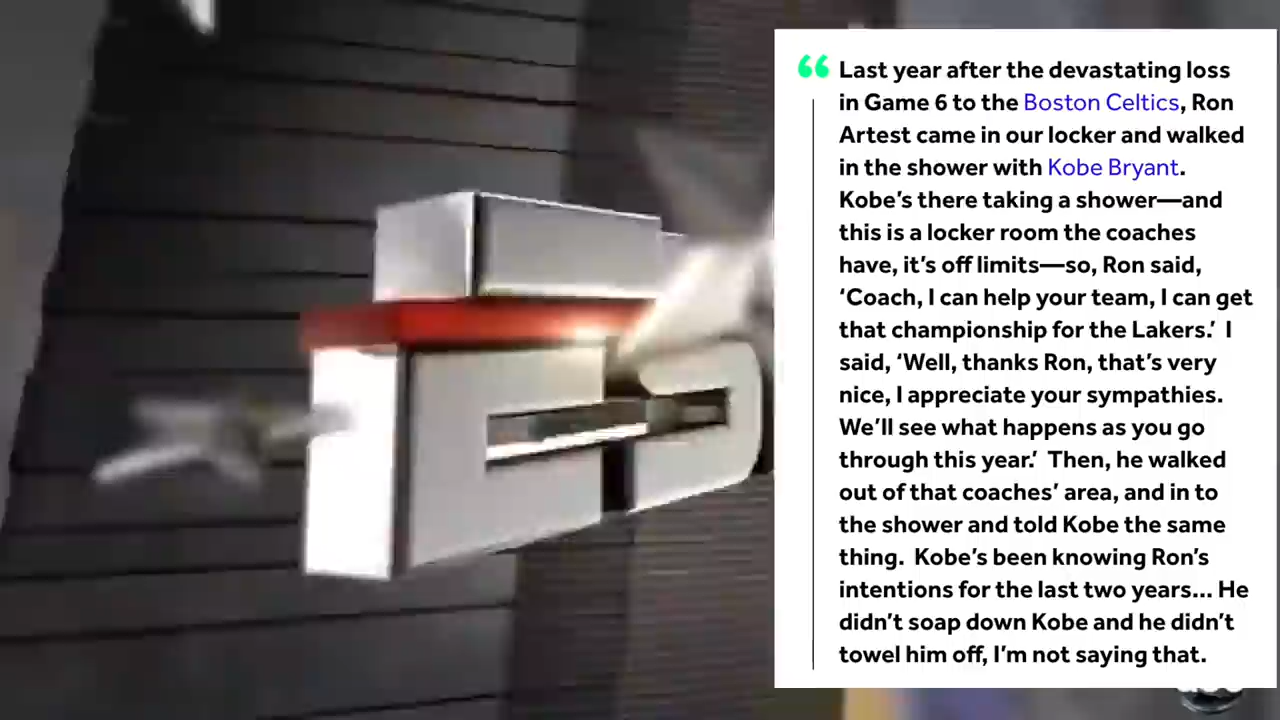 “ Last year after the devastating loss
in Game 6 to the Boston Celtics, Ron
Artest came in our locker and walked
in the shower with Kobe Bryant.
Kobe’s there taking a shower—and
this is a locker room the coaches
have, it’s off limits—so, Ron said,
‘Coach, I can help your team, I can get
that championship for the Lakers.’ I
said, ‘Well, thanks Ron, that’s very
nice, I appreciate your sympathies.
We’ll see what happens as you go
through this year.’ Then, he walked
out of that coaches’ area, and in to
the shower and told Kobe the same
thing. Kobe’s been knowing Ron’s
intentions for the last two years... He
didn’t soap down Kobe and he didn’t
towel him off, I’m not saying that.